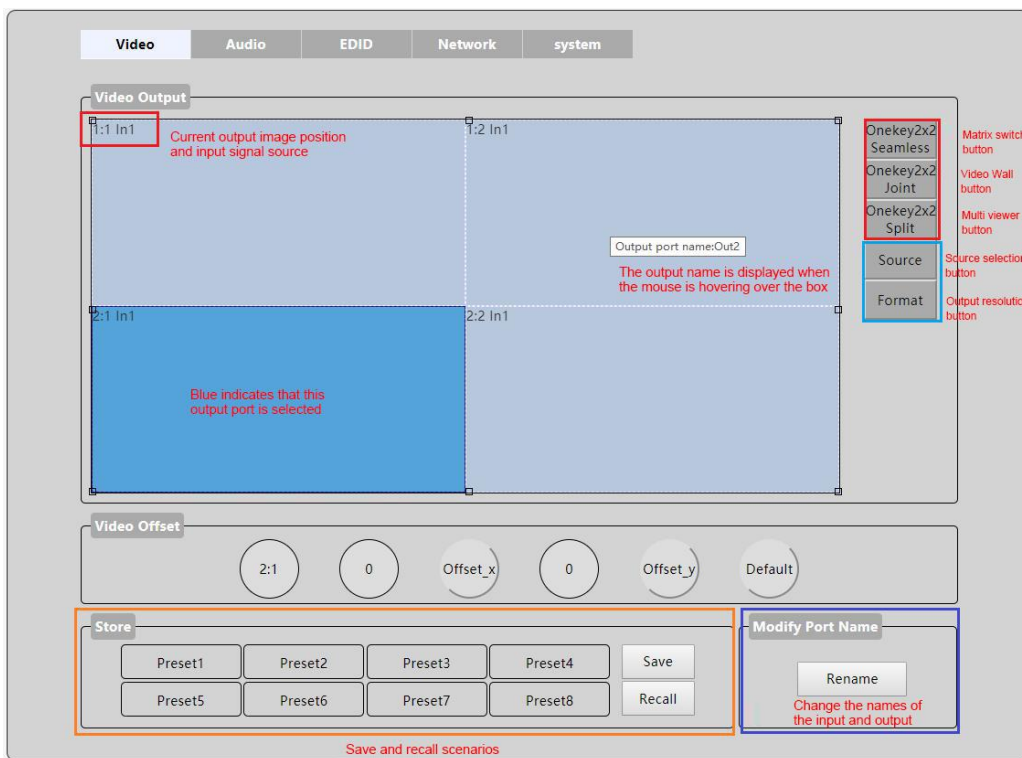 Video Audio EDID Network system
Video Output
1:1 In1
Current output image position
and input signal source
1:2 In1
Output port name:Out2
The output name is displayed when
the mouse is hovering over the box
2:1 In1
Blue indicates that this
output port is selected
2:2 In1
Onekey2x2
Seamless
Matrix switch
button
Onekey2x2
Joint
Video Wall
button
Onekey2x2
Split
Multi viewer
button
Source
Source selection
button
Format
Output resolutio
button
Video Offset
2:1 0 Offset_x 0 Offset_y Default
Store
Preset1 Preset2 Preset3 Preset4 Save
Preset5 Preset6 Preset7 Preset8 Recall
Save and recall scenarios
Modify Port Name
Rename
Change the names of
the input and output